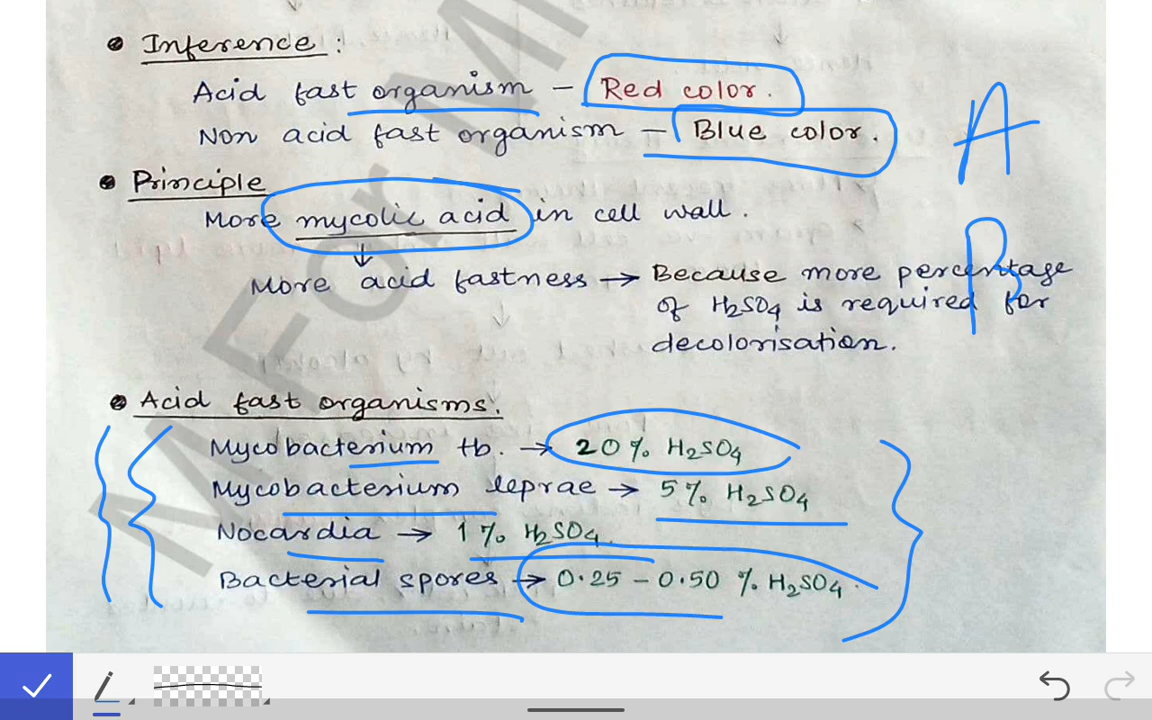 Inference :
Acid fast organism – Red color.
Non acid fast organism – Blue color.
A
Principle
More mycolic acid in cell wall.
B
More acid fastness → Because more percentage
of H₂SO₄ is required for
decolorisation.
Acid fast organisms.
Mycobacterium tb. → 20% H₂SO₄
Mycobacterium leprae → 5% H₂SO₄
Nocardia → 1% H₂SO₄.
Bacterial spores → 0.25 – 0.50 % H₂SO₄.